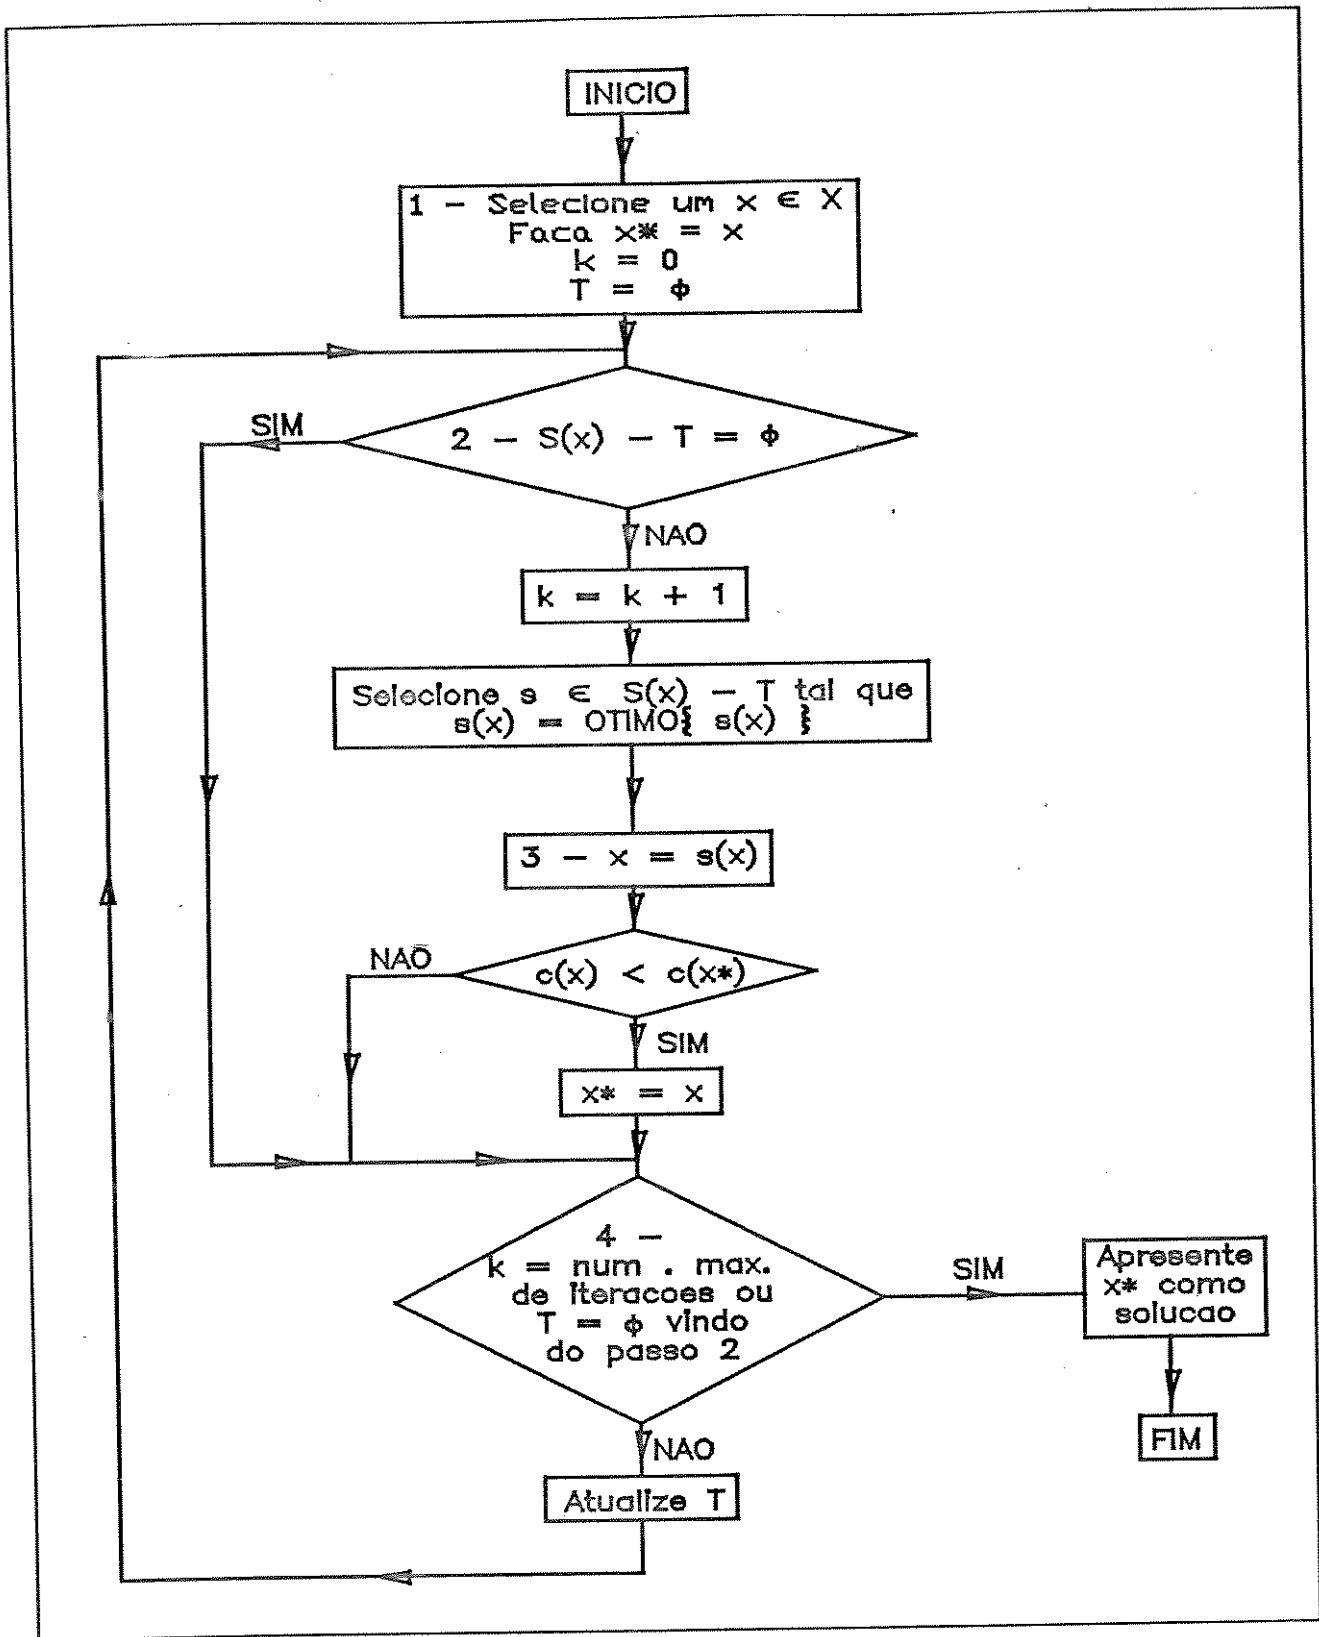 INICIO
1 - Selecione um x ∈ X
Faca x* = x
k = 0
T = ϕ
SIM
2 - S(x) - T = ϕ
NAO
k = k + 1
Selecione s ∈ S(x) - T tal que
s(x) = OTIMO{ s(x) }
3 - x = s(x)
NAO
c(x) < c(x*)
SIM
x* = x
4 -
k = num . max.
de iteracoes ou
T = ϕ vindo
do passo 2
SIM
Apresente
x* como
solucao
FIM
NAO
Atualize T